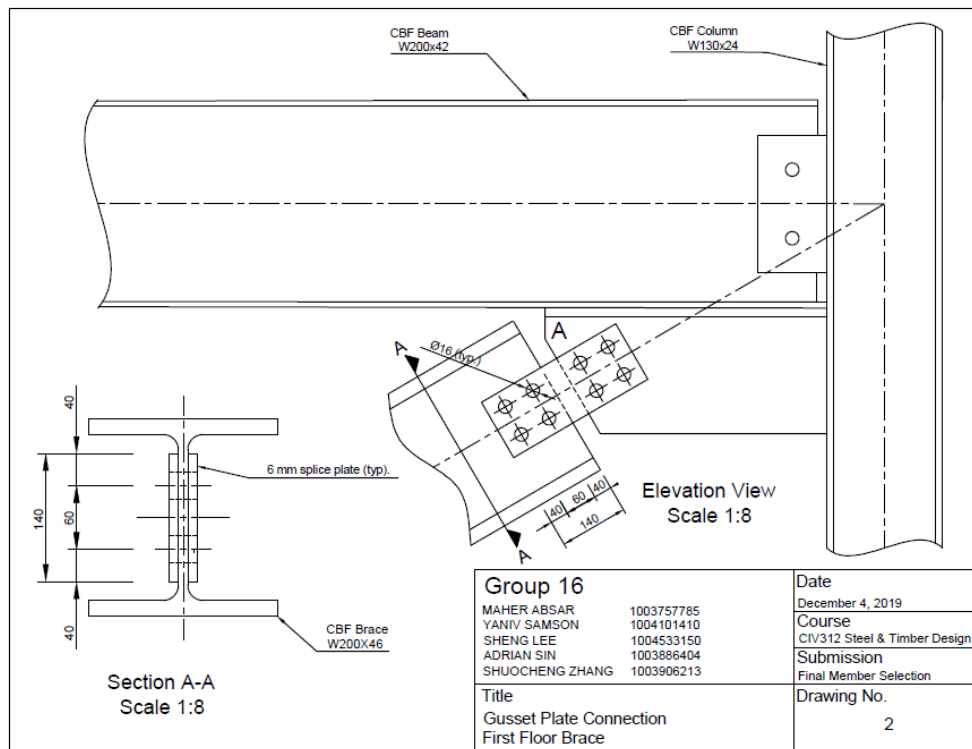 CBF Beam
W200x42
CBF Column
W130x24
A
A
Ø16 (typ.)
40
6 mm splice plate (typ).
140
60
40
60
40
140
Elevation View
Scale 1:8
A
40
CBF Brace
W200X46
Section A-A
Scale 1:8
Group 16
MAHER ABSAR 1003757785
YANIV SAMSON 1004101410
SHENG LEE 1004533150
ADRIAN SIN 1003886404
SHUOCHENG ZHANG 1003906213
Date
December 4, 2019
Course
CIV312 Steel & Timber Design
Submission
Final Member Selection
Title
Gusset Plate Connection
First Floor Brace
Drawing No.
2